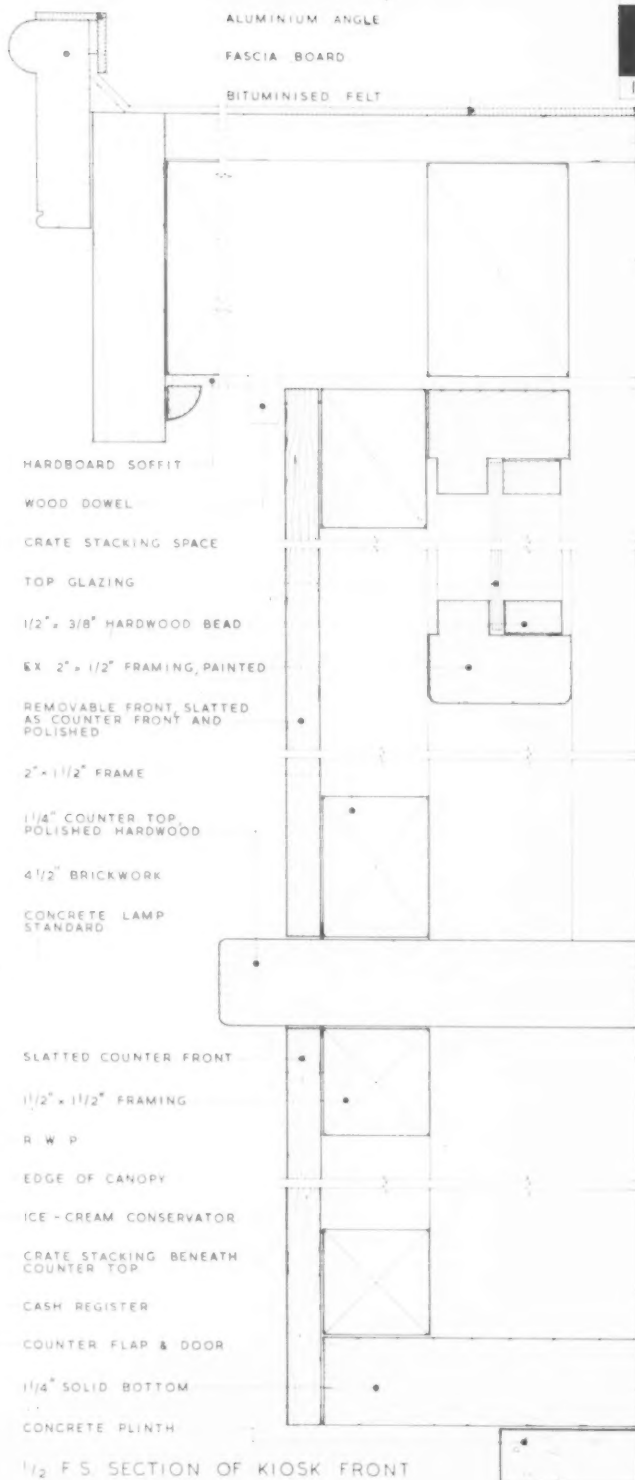 ALUMINIUM ANGLE
FASCIA BOARD
BITUMINISED FELT
HARDBOARD SOFFIT
WOOD DOWEL
CRATE STACKING SPACE
TOP GLAZING
1/2" × 3/8" HARDWOOD BEAD
EX. 2" × 1/2" FRAMING, PAINTED
REMOVABLE FRONT, SLATTED
AS COUNTER FRONT AND
POLISHED
2" × 1 1/2" FRAME
1 1/4" COUNTER TOP,
POLISHED HARDWOOD
4 1/2" BRICKWORK
CONCRETE LAMP
STANDARD
SLATTED COUNTER FRONT
1 1/2" × 1 1/2" FRAMING
R W P
EDGE OF CANOPY
ICE-CREAM CONSERVATOR
CRATE STACKING BENEATH
COUNTER TOP
CASH REGISTER
COUNTER FLAP & DOOR
1 1/4" SOLID BOTTOM
CONCRETE PLINTH
1/2 F.S. SECTION OF KIOSK FRONT